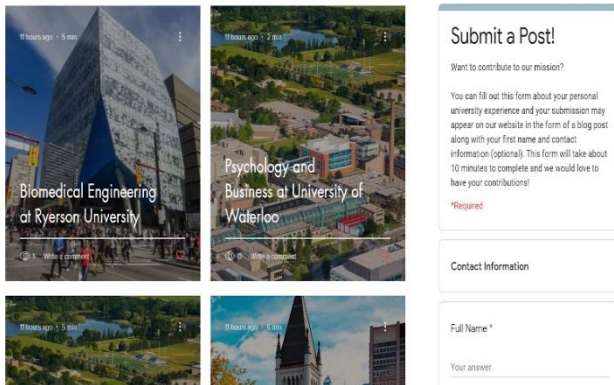 11 hours ago · 5 min
Biomedical Engineering
at Ryerson University
1 Write a comment
11 hours ago · 2 min
Psychology and
Business at University of
Waterloo
0 Write a comment
11 hours ago · 5 min
11 hours ago · 6 min
Submit a Post!
Want to contribute to our mission?
You can fill out this form about your personal
university experience and your submission may
appear on our website in the form of a blog post
along with your first name and contact
information (optional). This form will take about
10 minutes to complete and we would love to
have your contributions!
*Required
Contact Information
Full Name *
Your answer